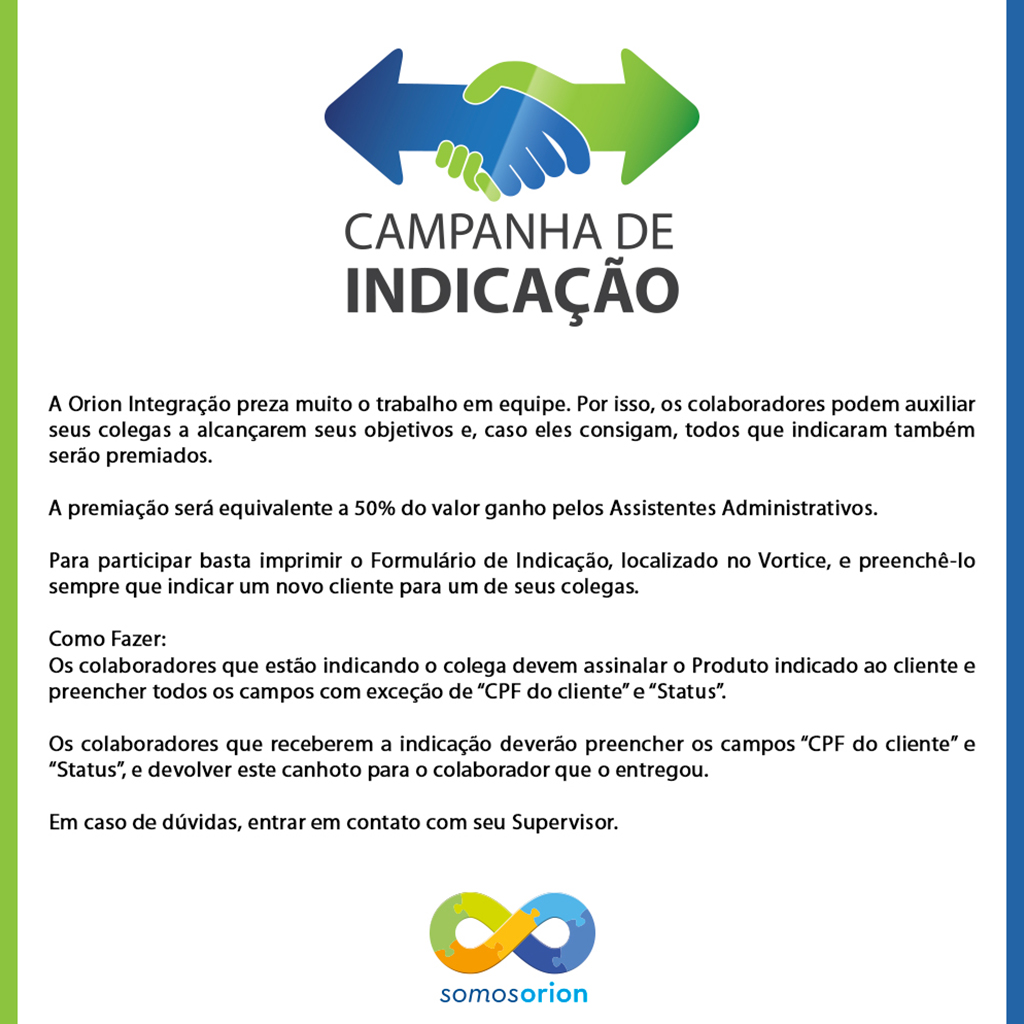 CAMPANHA DE
INDICAÇÃO
A Orion Integração preza muito o trabalho em equipe. Por isso, os colaboradores podem auxiliar
seus colegas a alcançarem seus objetivos e, caso eles consigam, todos que indicaram também
serão premiados.
A premiação será equivalente a 50% do valor ganho pelos Assistentes Administrativos.
Para participar basta imprimir o Formulário de Indicação, localizado no Vortice, e preenchê-lo
sempre que indicar um novo cliente para um de seus colegas.
Como Fazer:
Os colaboradores que estão indicando o colega devem assinalar o Produto indicado ao cliente e
preencher todos os campos com exceção de “CPF do cliente” e “Status”.
Os colaboradores que receberem a indicação deverão preencher os campos “CPF do cliente” e
“Status”, e devolver este canhoto para o colaborador que o entregou.
Em caso de dúvidas, entrar em contato com seu Supervisor.
somosorion